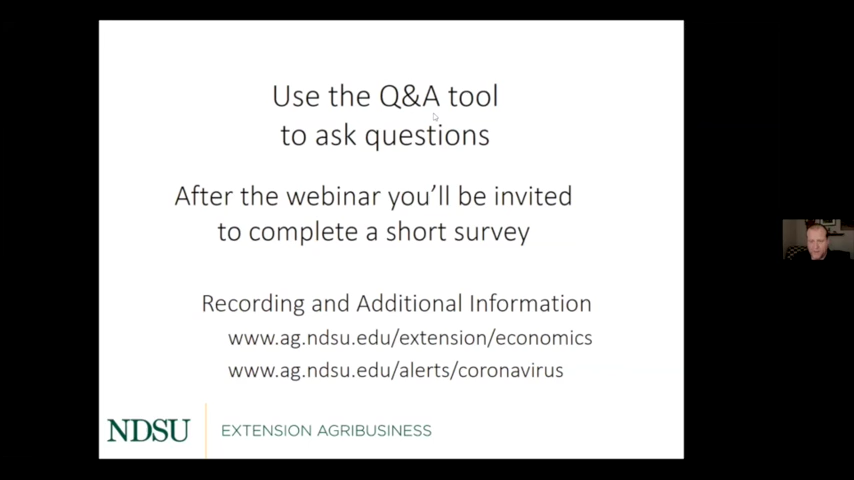 Use the Q&A tool
to ask questions
After the webinar you'll be invited
to complete a short survey
Recording and Additional Information
www.ag.ndsu.edu/extension/economics
www.ag.ndsu.edu/alerts/coronavirus
NDSU EXTENSION AGRIBUSINESS